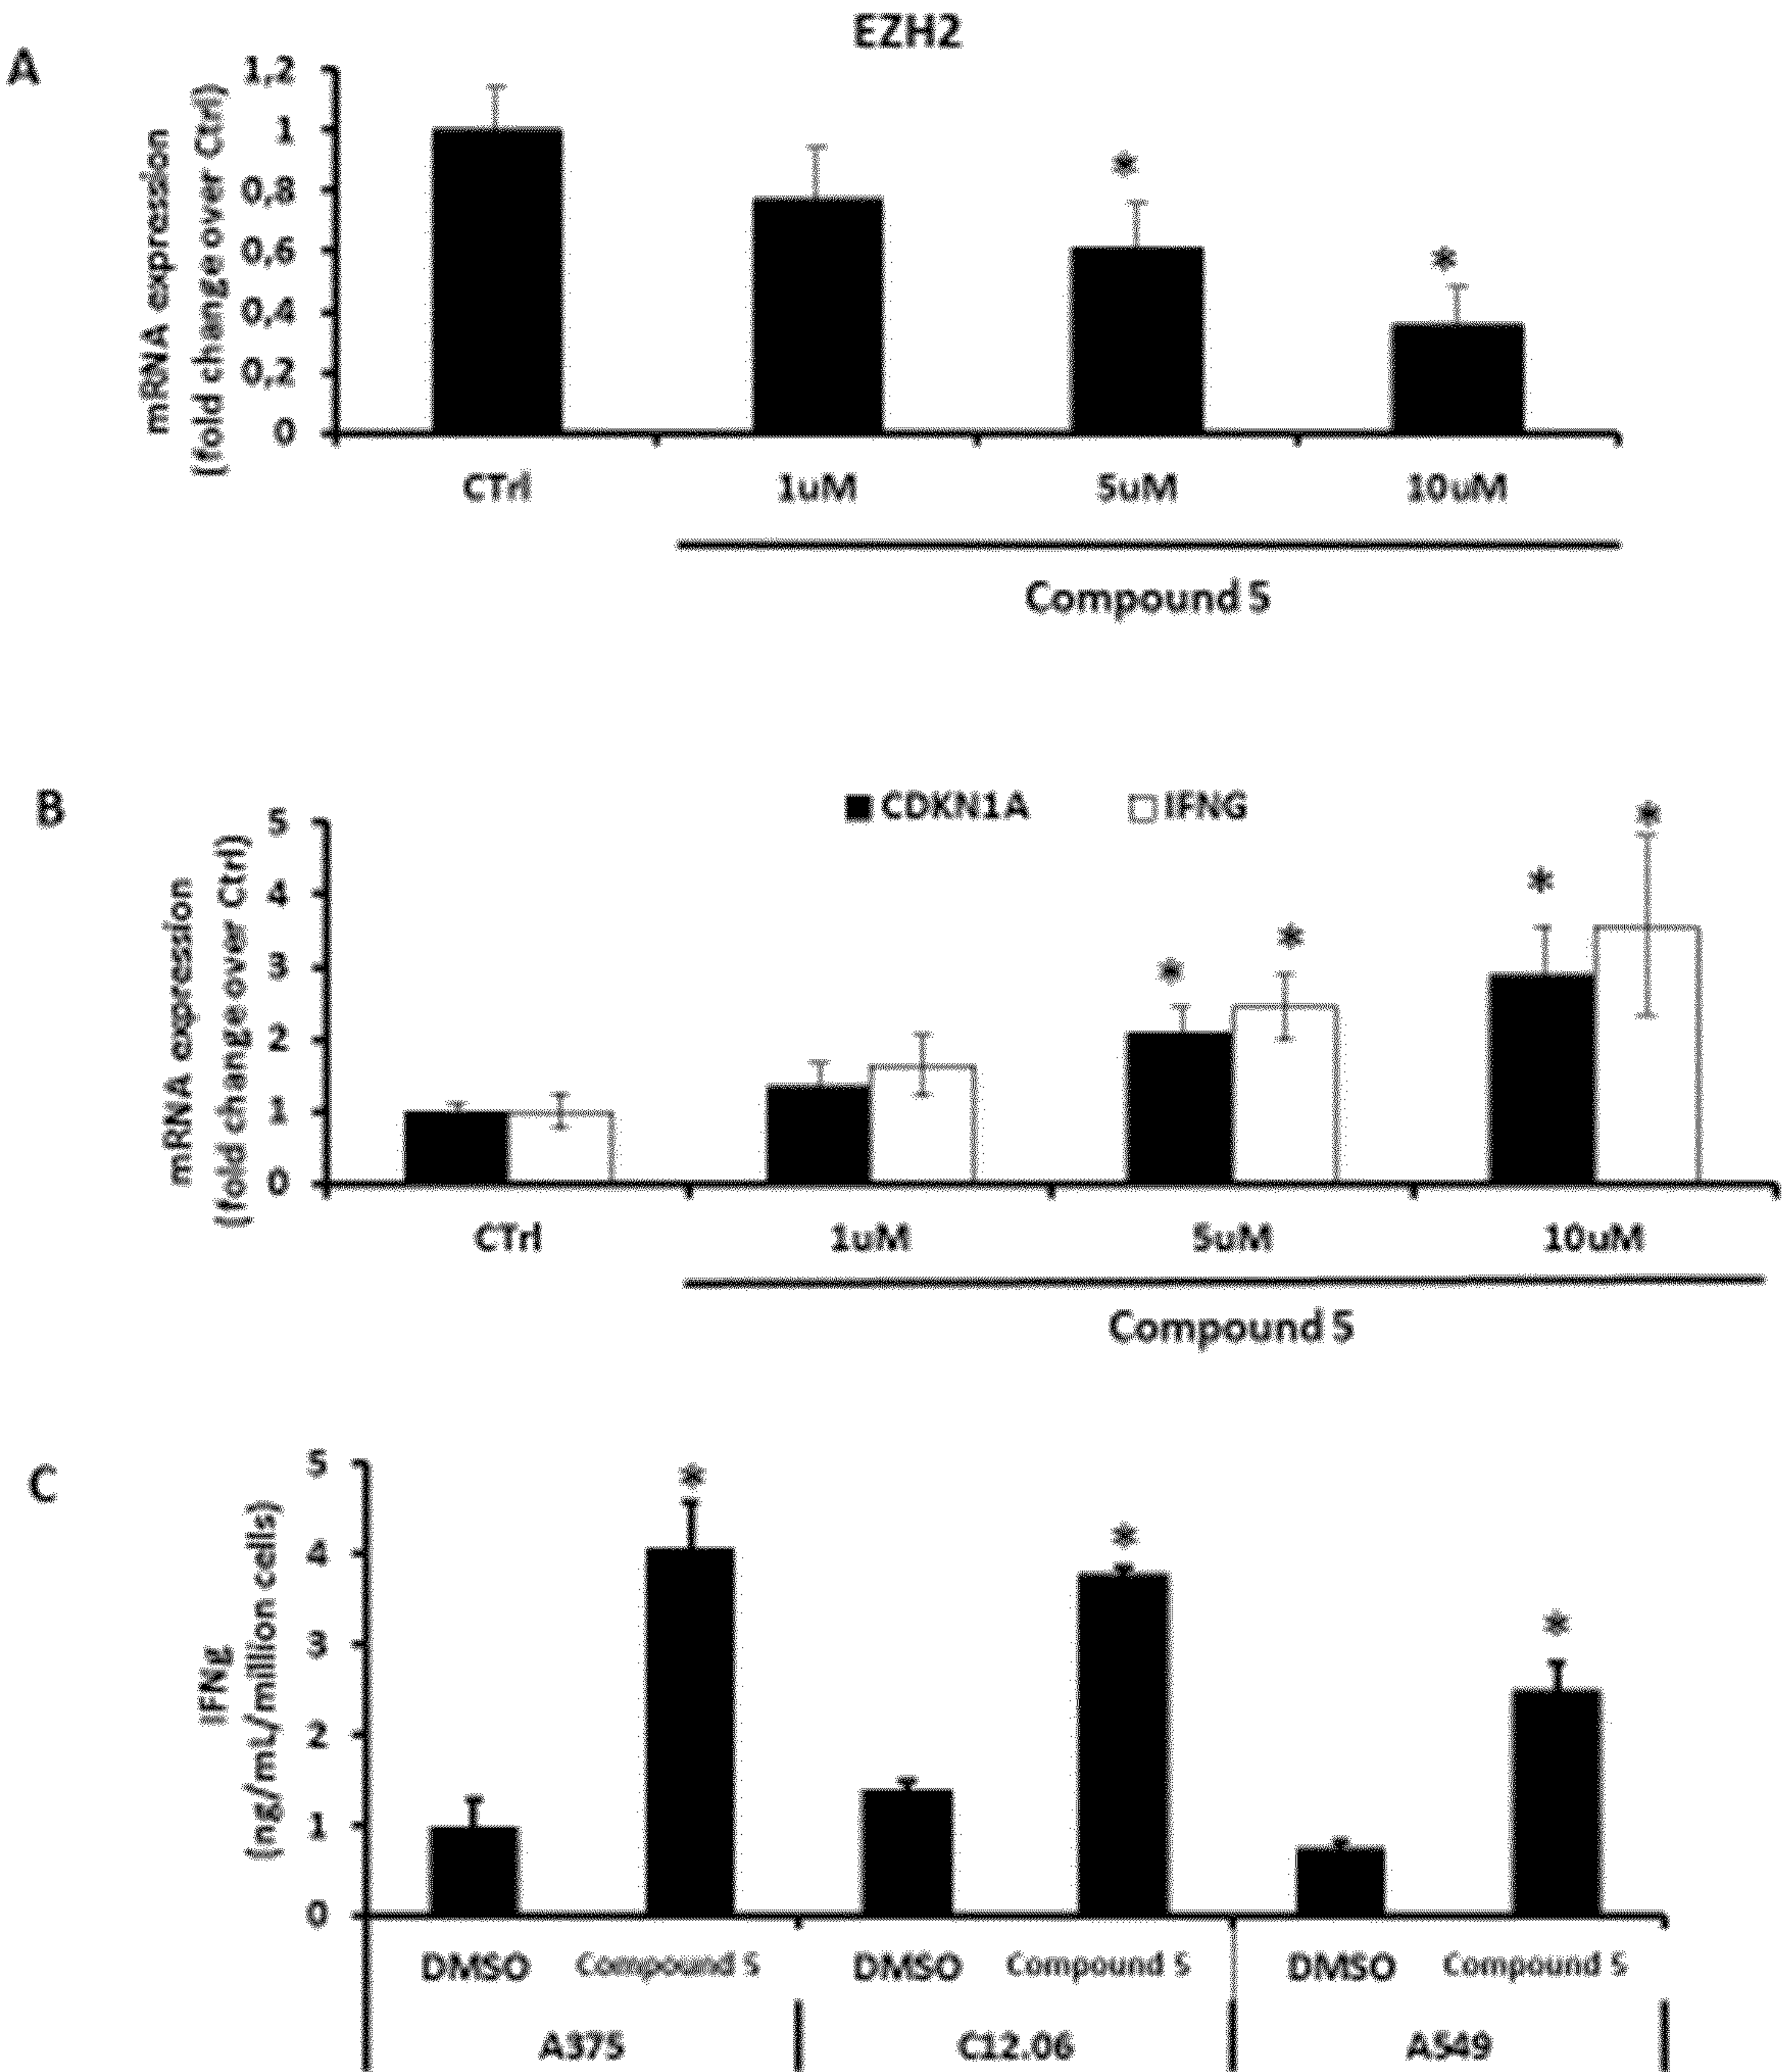 A
EZH2
mRNA expression
(fold change over Ctrl)
1,2
1
0,8
0,6
0,4
0,2
0
*
*
CTrl 1uM 5uM 10uM
Compound 5
B
CDKN1A IFNG
mRNA expression
(fold change over Ctrl)
5
4
3
2
1
0
*
*
*
*
CTrl 1uM 5uM 10uM
Compound 5
C
IFNg
(ng/mL/million cells)
5
4
3
2
1
0
*
*
*
DMSO Compound 5 DMSO Compound 5 DMSO Compound 5
A375 C12.06 A549